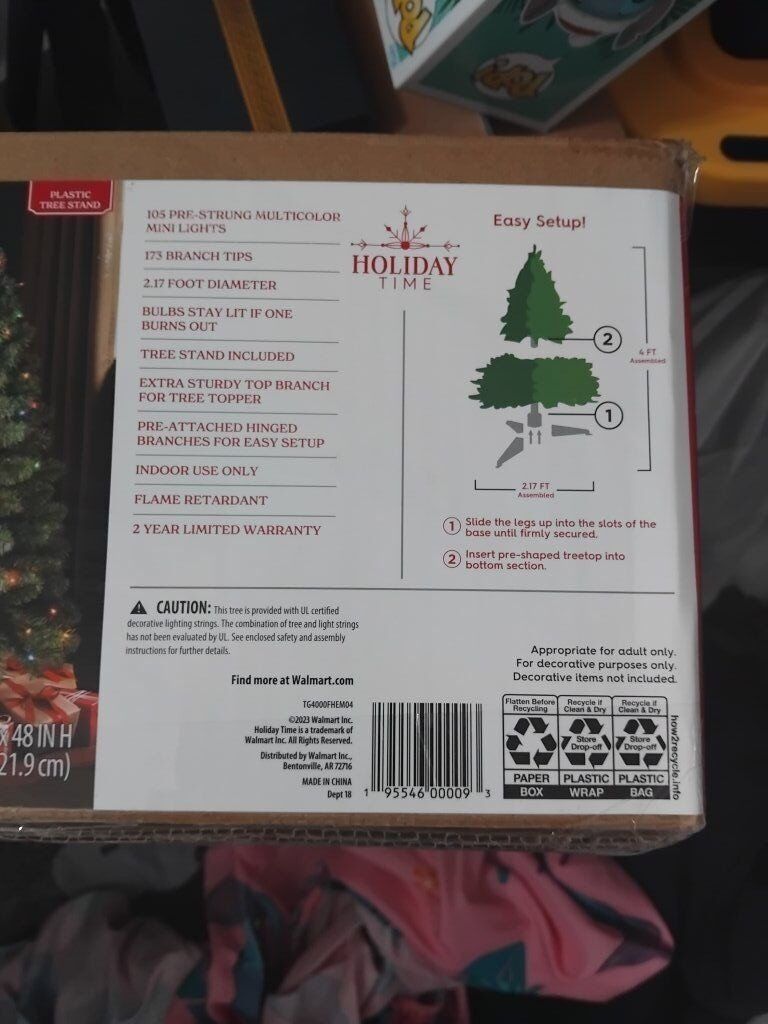 POP!
PLASTIC
TREE STAND
105 PRE-STRUNG MULTICOLOR
MINI LIGHTS
173 BRANCH TIPS
2.17 FOOT DIAMETER
BULBS STAY LIT IF ONE
BURNS OUT
TREE STAND INCLUDED
EXTRA STURDY TOP BRANCH
FOR TREE TOPPER
PRE-ATTACHED HINGED
BRANCHES FOR EASY SETUP
INDOOR USE ONLY
FLAME RETARDANT
2 YEAR LIMITED WARRANTY
HOLIDAY
TIME
Easy Setup!
2
4 FT
Assembled
1
2.17 FT
Assembled
1 Slide the legs up into the slots of the
base until firmly secured.
2 Insert pre-shaped treetop into
bottom section.
CAUTION: This tree is provided with UL certified
decorative lighting strings. The combination of tree and light strings
has not been evaluated by UL. See enclosed safety and assembly
instructions for further details.
Find more at Walmart.com
TG4000FHEM04
©2023 Walmart Inc.
Holiday Time is a trademark of
Walmart Inc. All Rights Reserved.
Distributed by Walmart Inc.,
Bentonville, AR 72716
MADE IN CHINA
Dept 18
1 95546 00009 3
Appropriate for adult only.
For decorative purposes only.
Decorative items not included.
Flatten Before
Recycling
PAPER
BOX
Recycle if
Clean & Dry
Store
Drop-off
PLASTIC
WRAP
Recycle if
Clean & Dry
Store
Drop-off
PLASTIC
BAG
how2recycle.info
X 48 IN H
21.9 cm)